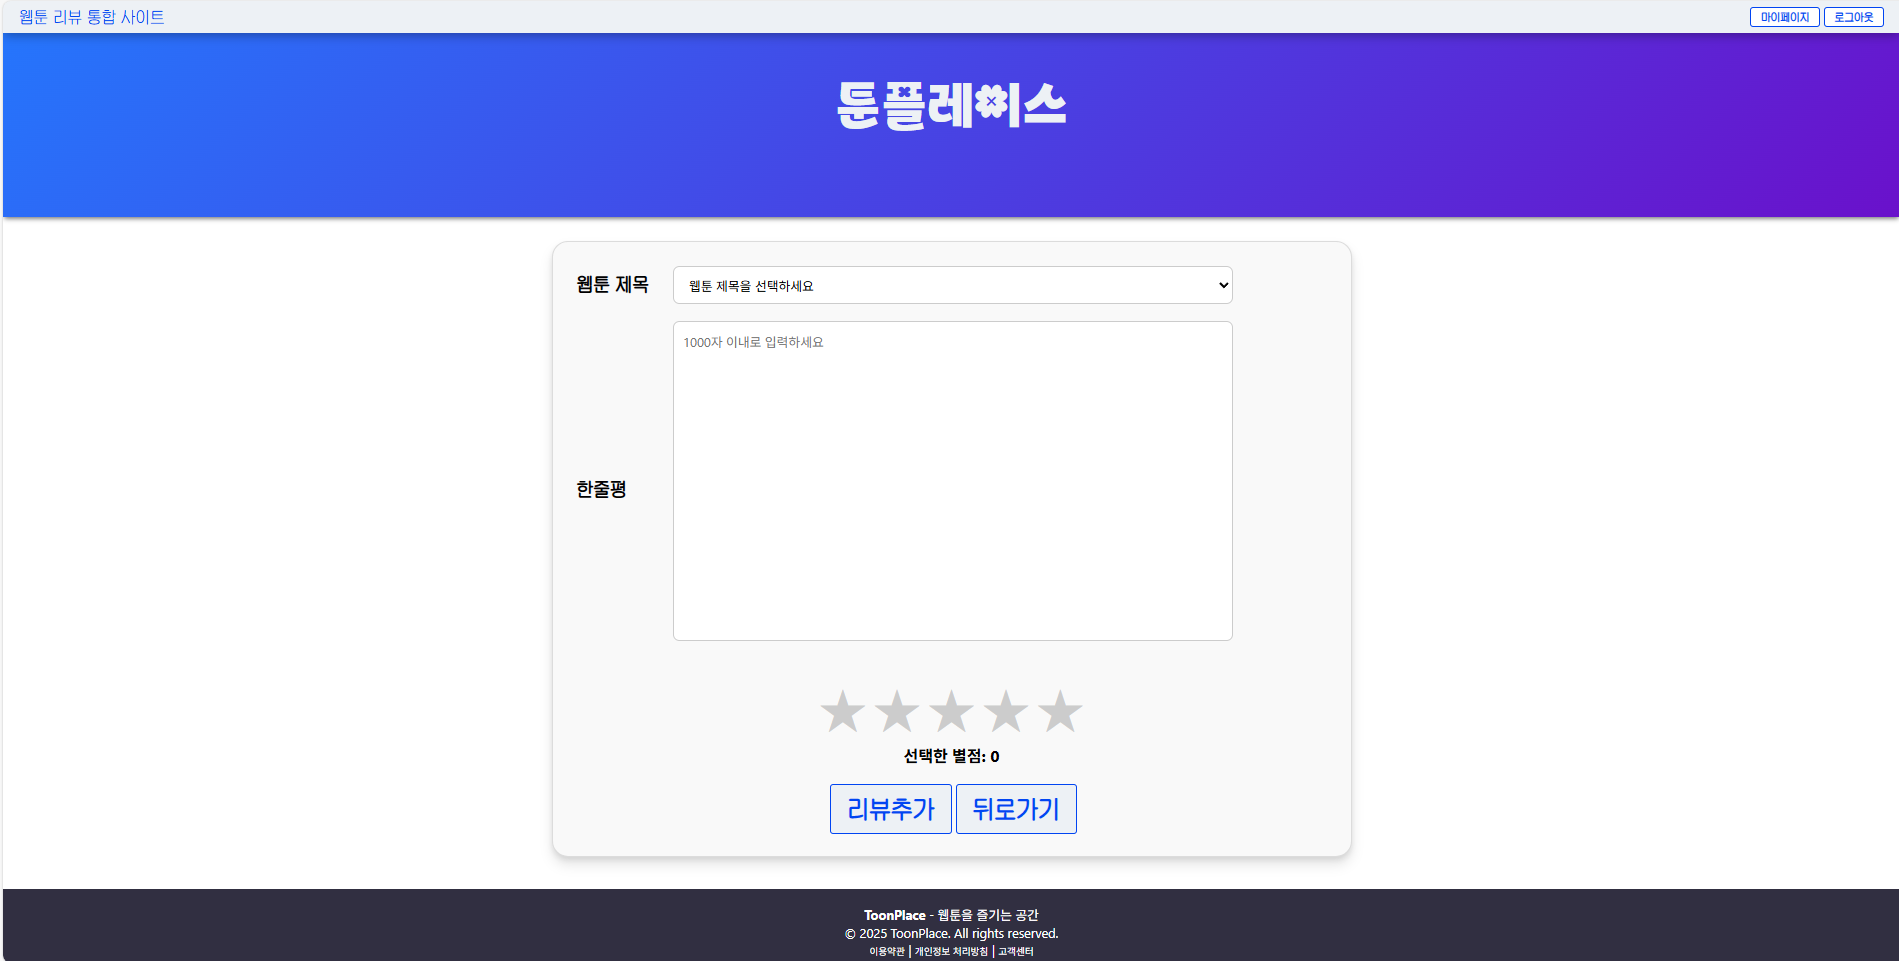 웹툰 리뷰 통합 사이트
마이페이지 로그아웃
툰플레이스
웹툰 제목 웹툰 제목을 선택하세요
1000자 이내로 입력하세요
한줄평
선택한 별점: 0
리뷰추가 뒤로가기
ToonPlace - 웹툰을 즐기는 공간
© 2025 ToonPlace. All rights reserved.
이용약관 | 개인정보 처리방침 | 고객센터